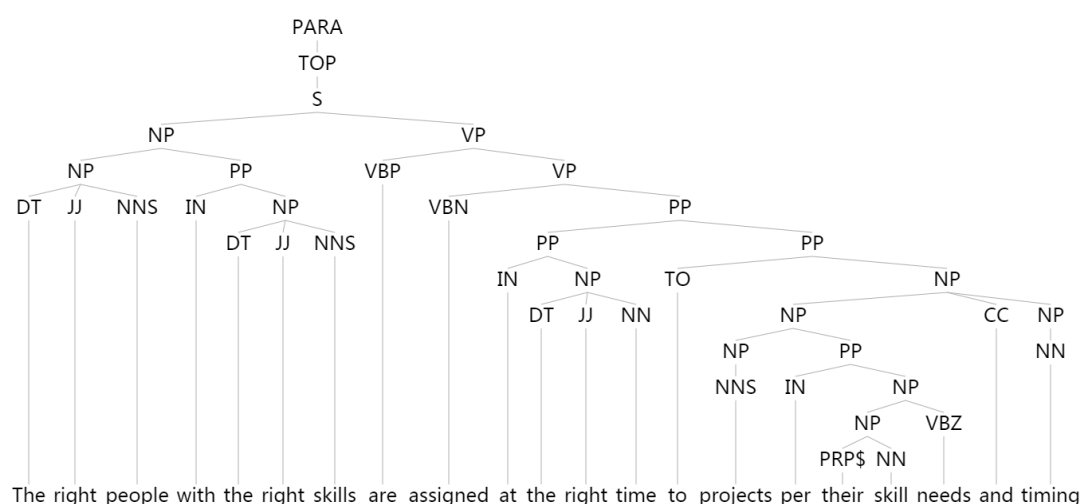 PARA
TOP
S
NP VP
NP PP VBP VP
DT JJ NNS IN NP VBN PP
DT JJ NNS PP PP
IN NP TO NP
DT JJ NN NP CC NP
NP PP NN
NNS IN NP
NP VBZ
PRP$ NN
The right people with the right skills are assigned at the right time to projects per their skill needs and timing